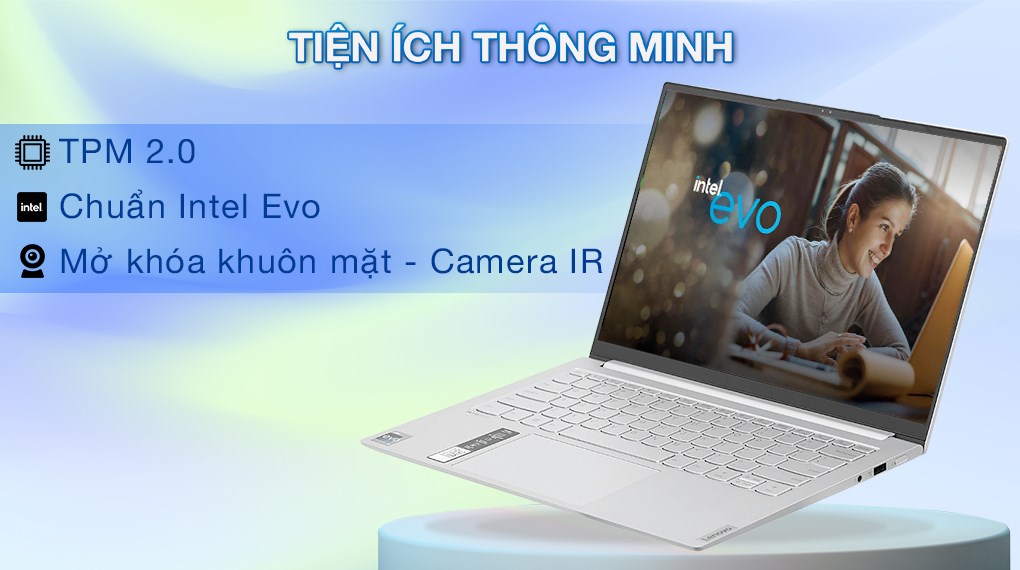 TIỆN ÍCH THÔNG MINH
TPM 2.0
intel
Chuẩn Intel Evo
Mở khóa khuôn mặt - Camera IR
intel
evo
Lenovo